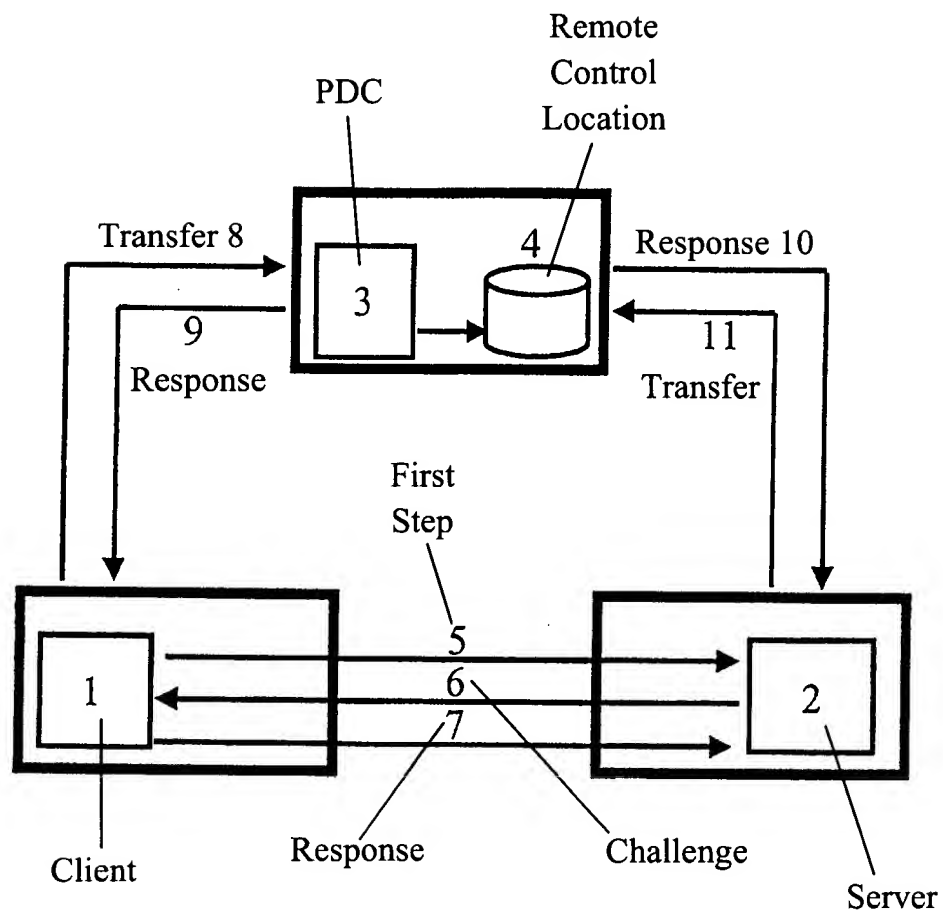 Remote
Control
Location
PDC
Transfer 8
4
Response 10
3
9
Response
11
Transfer
First
Step
5
6
7
1
2
Response
Challenge
Client
Server